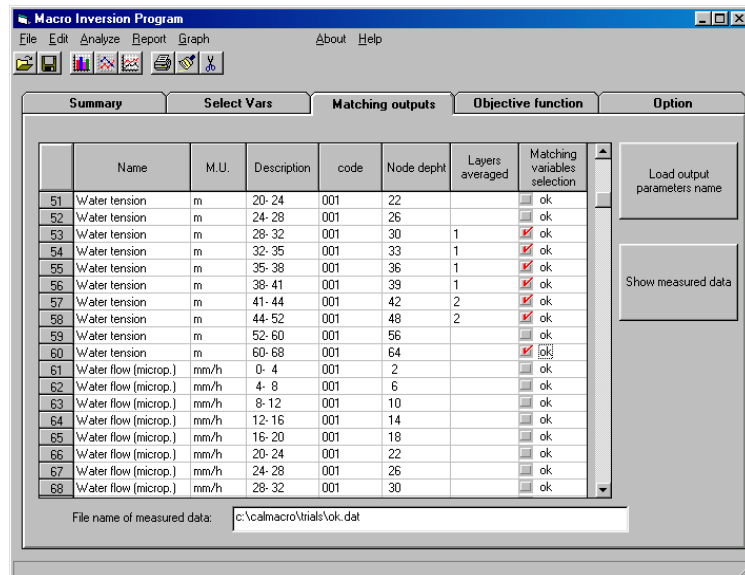 Macro Inversion Program
File Edit Analyze Report Graph About Help
Summary Select Vars Matching outputs Objective function Option
Name M.U. Description code Node depht Layers averaged Matching variables selection
51 Water tension m 20- 24 001 22 ok
52 Water tension m 24- 28 001 26 ok
53 Water tension m 28- 32 001 30 1 ok
54 Water tension m 32- 35 001 33 1 ok
55 Water tension m 35- 38 001 36 1 ok
56 Water tension m 38- 41 001 39 1 ok
57 Water tension m 41- 44 001 42 2 ok
58 Water tension m 44- 52 001 48 2 ok
59 Water tension m 52- 60 001 56 ok
60 Water tension m 60- 68 001 64 ok
61 Water flow (microp.) mm/h 0- 4 001 2 ok
62 Water flow (microp.) mm/h 4- 8 001 6 ok
63 Water flow (microp.) mm/h 8- 12 001 10 ok
64 Water flow (microp.) mm/h 12- 16 001 14 ok
65 Water flow (microp.) mm/h 16- 20 001 18 ok
66 Water flow (microp.) mm/h 20- 24 001 22 ok
67 Water flow (microp.) mm/h 24- 28 001 26 ok
68 Water flow (microp.) mm/h 28- 32 001 30 ok
Load output
parameters name
Show measured data
File name of measured data: c:\calmacro\trials\ok.dat